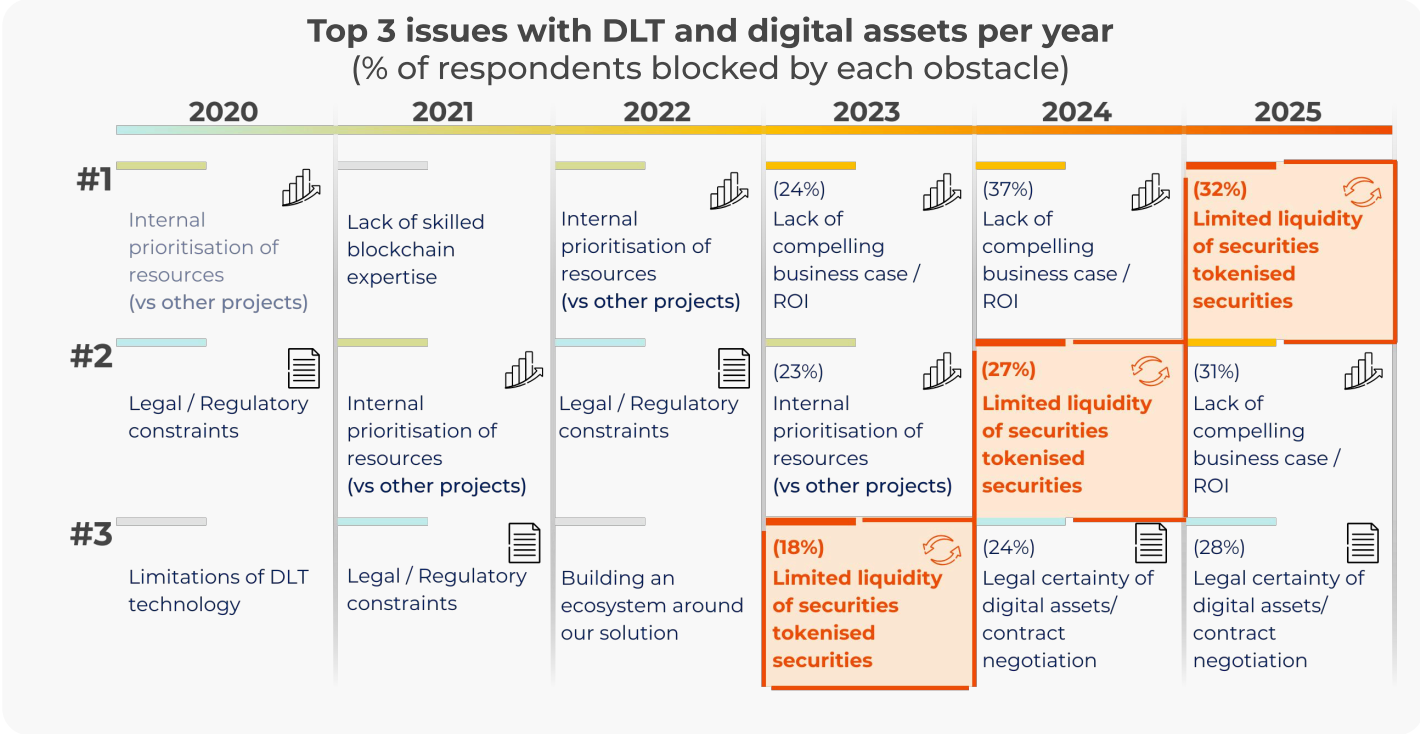 Top 3 issues with DLT and digital assets per year
(% of respondents blocked by each obstacle)
2020
2021
2022
2023
2024
2025
#1
Internal
prioritisation of
resources
(vs other projects)
Lack of skilled
blockchain
expertise
Internal
prioritisation of
resources
(vs other projects)
(24%)
Lack of
compelling
business case /
ROI
(37%)
Lack of
compelling
business case /
ROI
(32%)
Limited liquidity
of securities
tokenised
securities
#2
Legal / Regulatory
constraints
Internal
prioritisation of
resources
(vs other projects)
Legal / Regulatory
constraints
(23%)
Internal
prioritisation of
resources
(vs other projects)
(27%)
Limited liquidity
of securities
tokenised
securities
(31%)
Lack of
compelling
business case /
ROI
#3
Limitations of DLT
technology
Legal / Regulatory
constraints
Building an
ecosystem around
our solution
(18%)
Limited liquidity
of securities
tokenised
securities
(24%)
Legal certainty of
digital assets/
contract
negotiation
(28%)
Legal certainty of
digital assets/
contract
negotiation